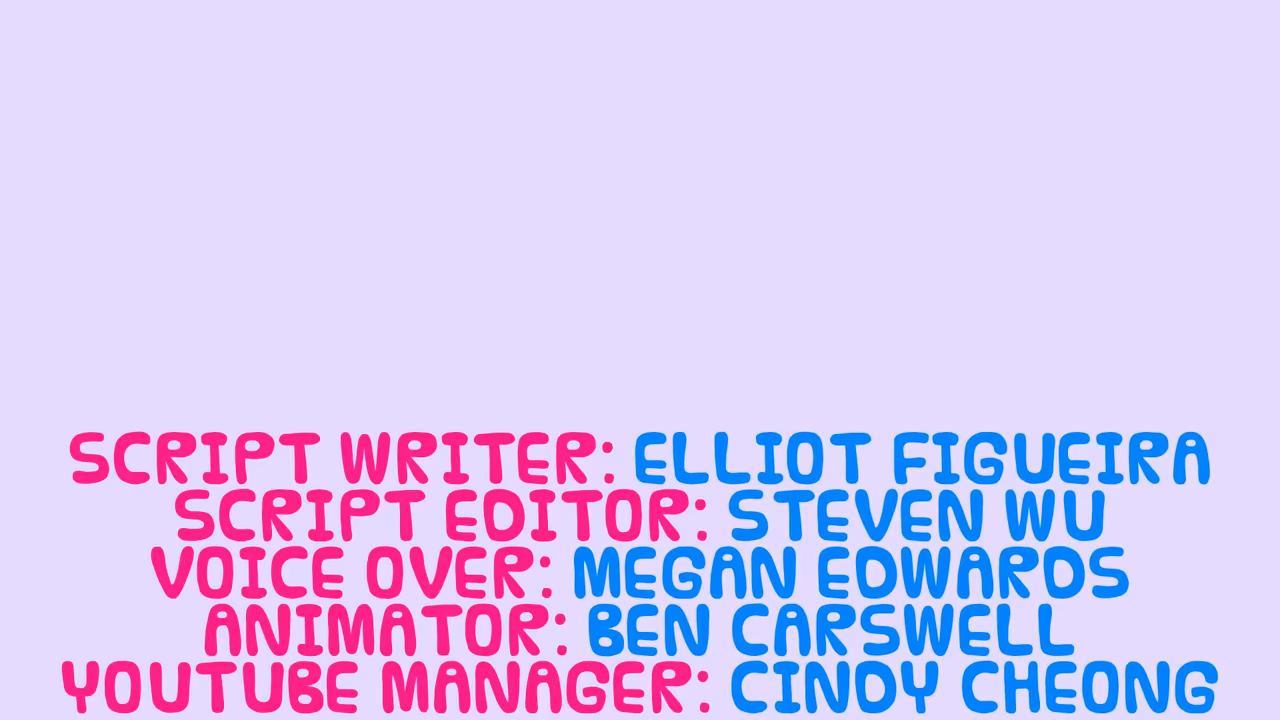 SCRIPT WRITER: ELLIOT FIGUEIRA
SCRIPT EDITOR: STEVEN WU
VOICE OVER: MEGAN EDWARDS
ANIMATOR: BEN CARSWELL
YOUTUBE MANAGER: CINDY CHEONG